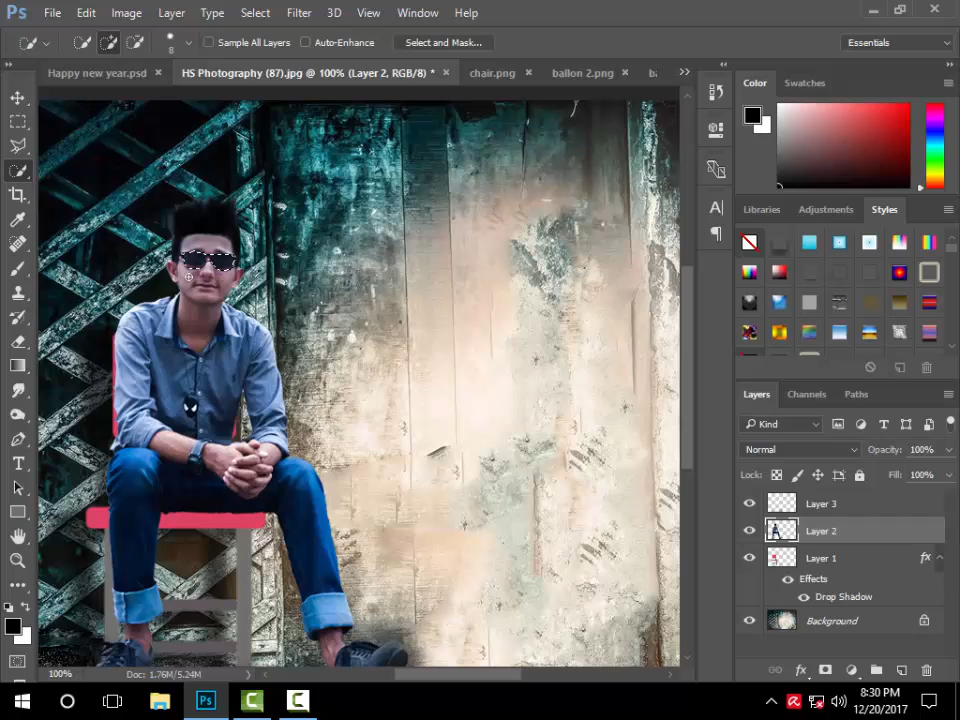 Ps File Edit Image Layer Type Select Filter 3D View Window Help
8 Sample All Layers Auto-Enhance Select and Mask... Essentials
Happy new year.psd × HS Photography (87).jpg @ 100% (Layer 2, RGB/8) * × chair.png × ballon 2.png ×
Color Swatches
Libraries Adjustments Styles
Layers Channels Paths
Kind
Normal Opacity: 100%
Lock: Fill: 100%
Layer 3
Layer 2
Layer 1 fx
Effects
Drop Shadow
Background
100% Doc: 1.76M/5.24M
fx
Ps
8:30 PM
12/20/2017